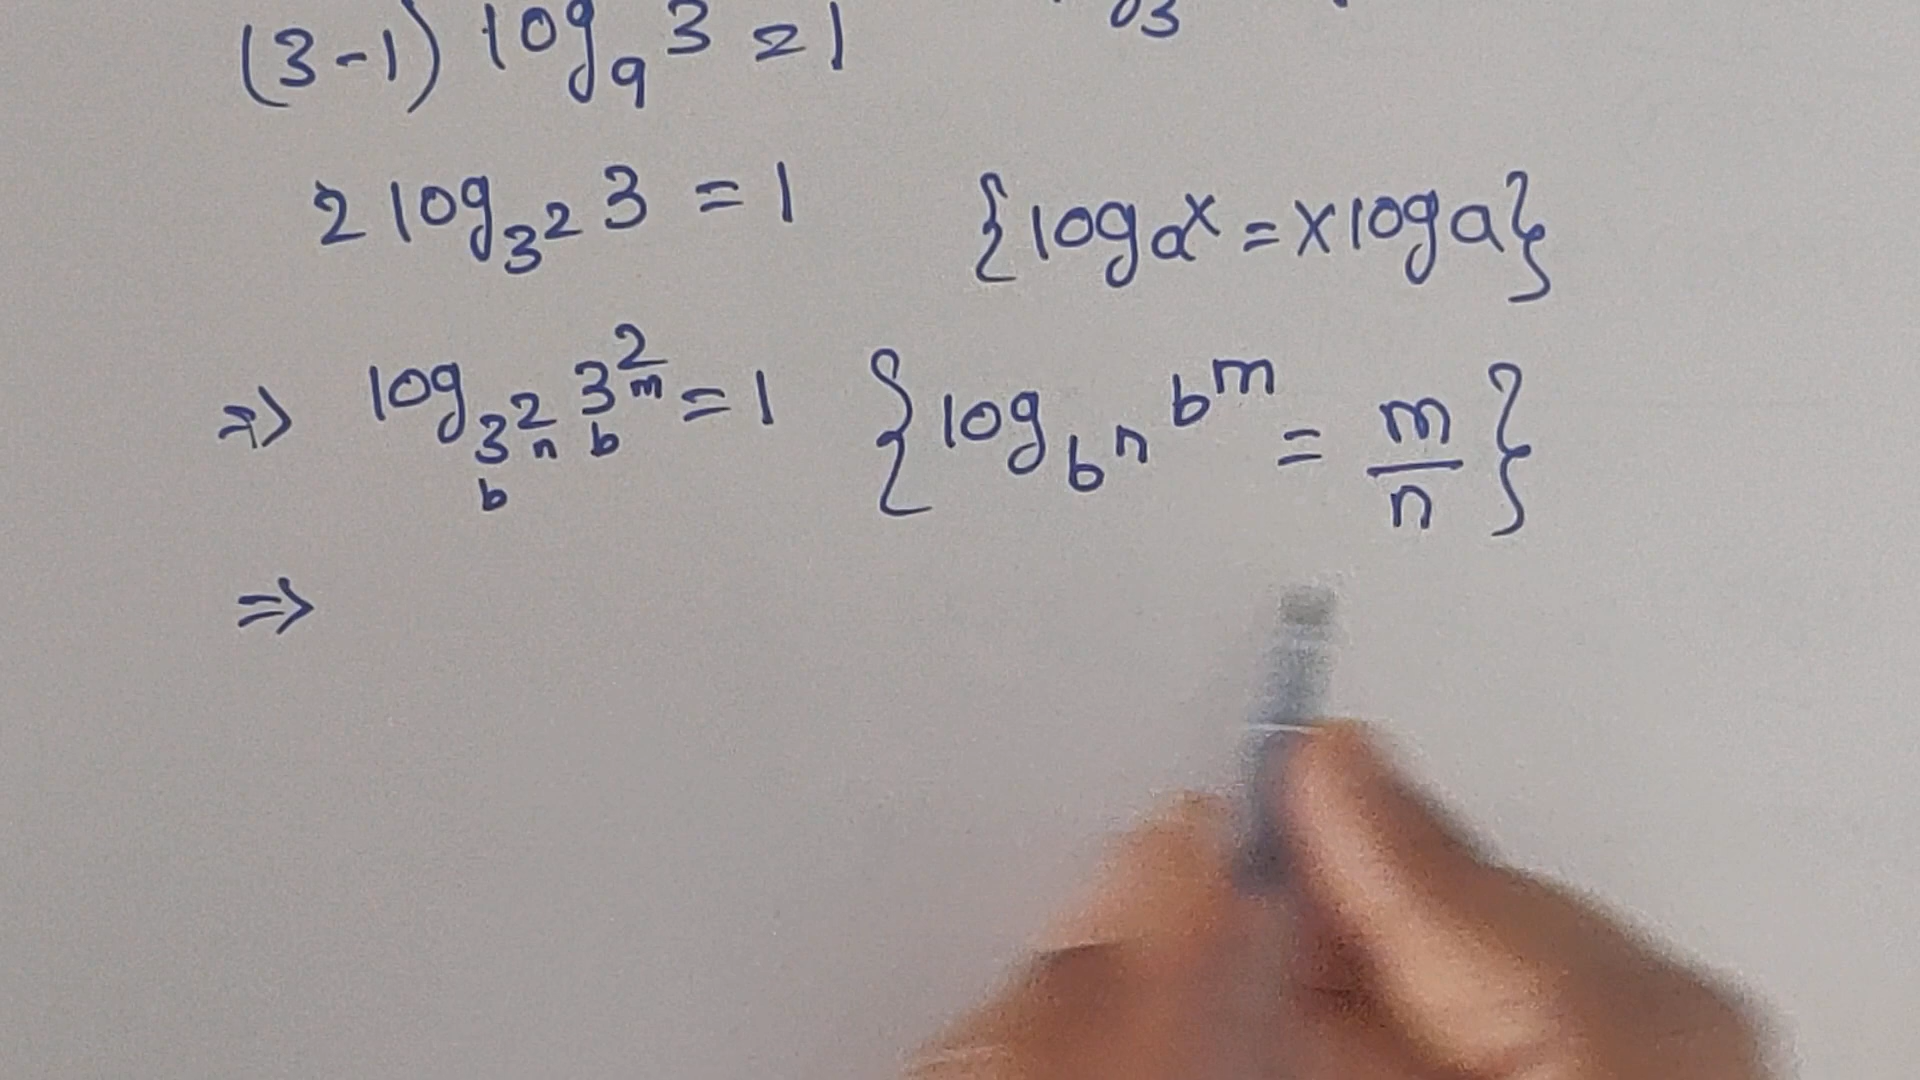 (3-1) log₉ 3 = 1
2 log₃² 3 = 1 {log aˣ = x log a}
⇒ log₃² 3² = 1 {log_bⁿ bᵐ = m/n}
n b m
b
⇒